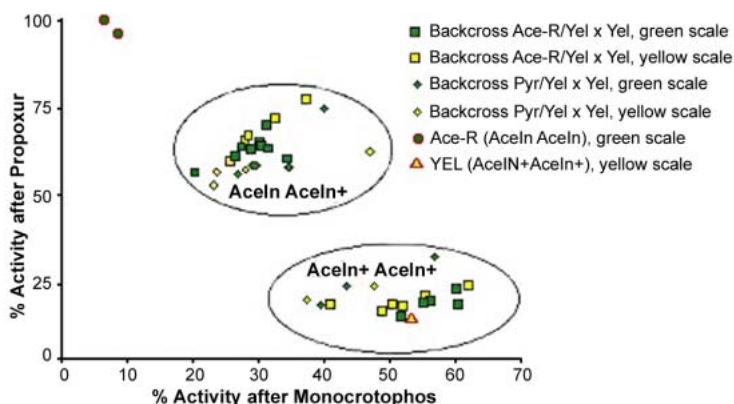 100
75
50
25
0
% Activity after Propoxur
AceIn AceIn+
AceIn+ AceIn+
0 10 20 30 40 50 60 70
% Activity after Monocrotophos
Backcross Ace-R/Yel x Yel, green scale
Backcross Ace-R/Yel x Yel, yellow scale
Backcross Pyr/Yel x Yel, green scale
Backcross Pyr/Yel x Yel, yellow scale
Ace-R (AceIn AceIn), green scale
YEL (AceIN+AceIn+), yellow scale